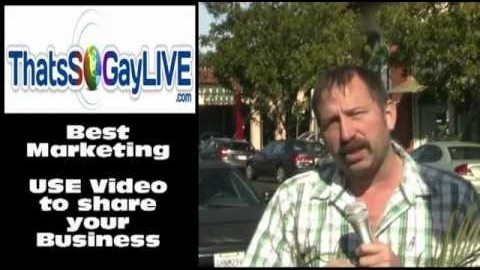 ThatsSOGayLIVE
.com
Best
Marketing
USE Video
to share
your
Business